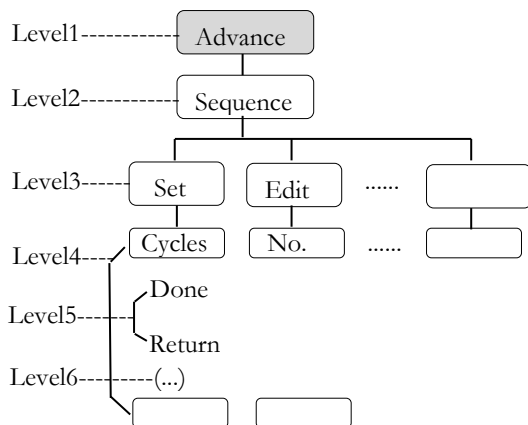 Level1 Advance
Level2 Sequence
Level3 Set Edit ......
Level4 Cycles No. ......
Done
Level5
Return
Level6 (...)